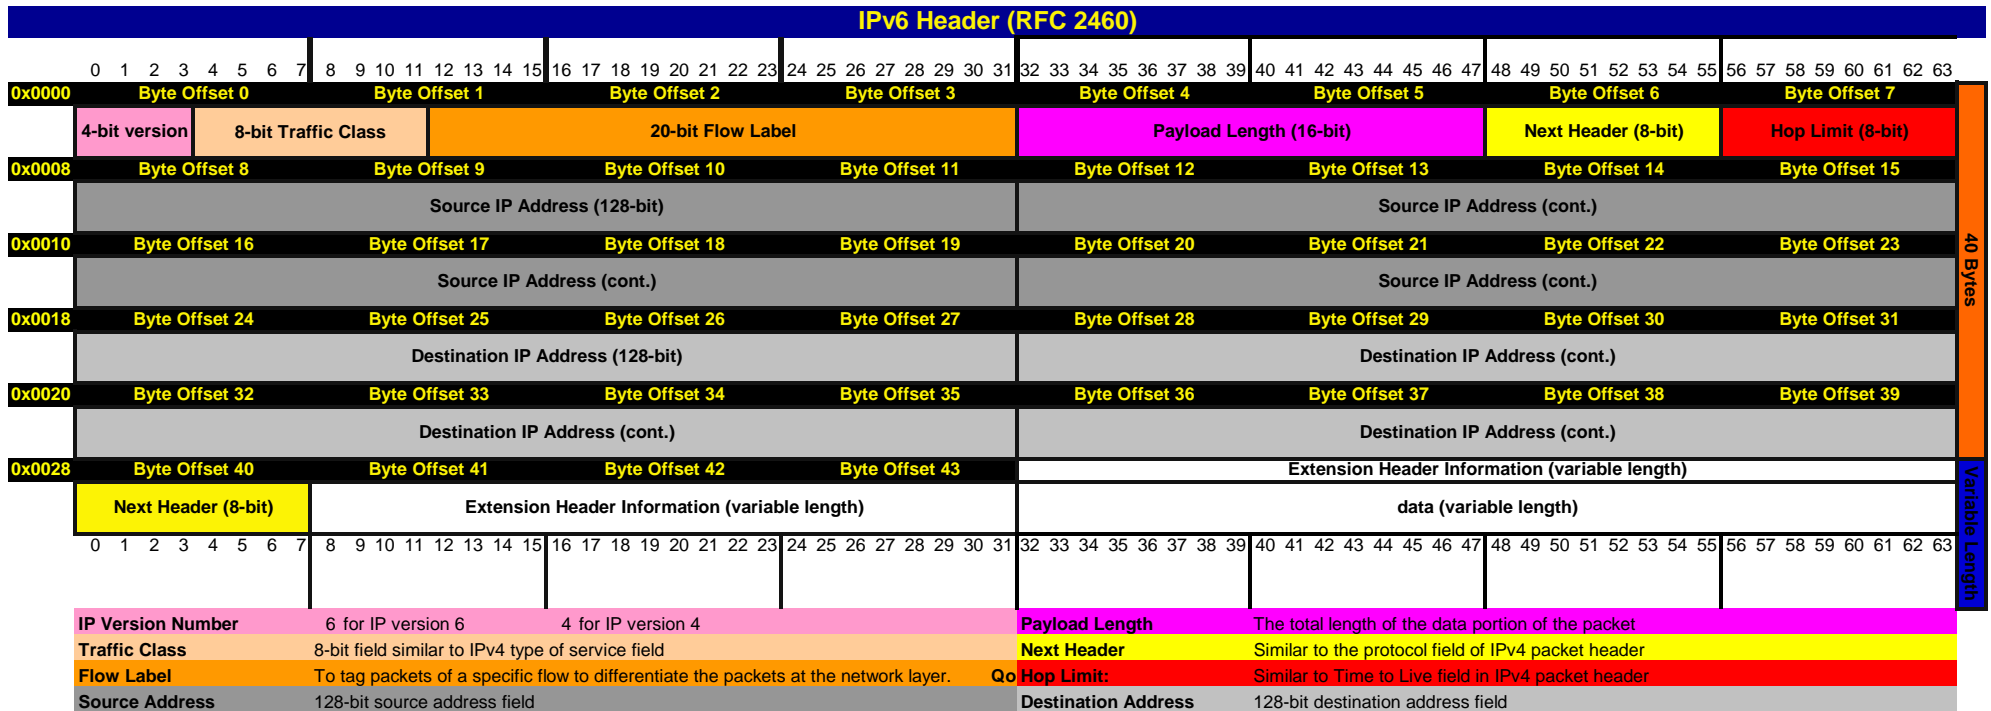 IPv6 Header (RFC 2460)
0 1 2 3 4 5 6 7 8 9 10 11 12 13 14 15 16 17 18 19 20 21 22 23 24 25 26 27 28 29 30 31 32 33 34 35 36 37 38 39 40 41 42 43 44 45 46 47 48 49 50 51 52 53 54 55 56 57 58 59 60 61 62 63
0x0000 Byte Offset 0 Byte Offset 1 Byte Offset 2 Byte Offset 3 Byte Offset 4 Byte Offset 5 Byte Offset 6 Byte Offset 7
4-bit version 8-bit Traffic Class 20-bit Flow Label Payload Length (16-bit) Next Header (8-bit) Hop Limit (8-bit)
0x0008 Byte Offset 8 Byte Offset 9 Byte Offset 10 Byte Offset 11 Byte Offset 12 Byte Offset 13 Byte Offset 14 Byte Offset 15
Source IP Address (128-bit) Source IP Address (cont.)
0x0010 Byte Offset 16 Byte Offset 17 Byte Offset 18 Byte Offset 19 Byte Offset 20 Byte Offset 21 Byte Offset 22 Byte Offset 23
Source IP Address (cont.) Source IP Address (cont.)
40 Bytes
0x0018 Byte Offset 24 Byte Offset 25 Byte Offset 26 Byte Offset 27 Byte Offset 28 Byte Offset 29 Byte Offset 30 Byte Offset 31
Destination IP Address (128-bit) Destination IP Address (cont.)
0x0020 Byte Offset 32 Byte Offset 33 Byte Offset 34 Byte Offset 35 Byte Offset 36 Byte Offset 37 Byte Offset 38 Byte Offset 39
Destination IP Address (cont.) Destination IP Address (cont.)
0x0028 Byte Offset 40 Byte Offset 41 Byte Offset 42 Byte Offset 43 Extension Header Information (variable length)
Next Header (8-bit) Extension Header Information (variable length) data (variable length)
Variable Length
0 1 2 3 4 5 6 7 8 9 10 11 12 13 14 15 16 17 18 19 20 21 22 23 24 25 26 27 28 29 30 31 32 33 34 35 36 37 38 39 40 41 42 43 44 45 46 47 48 49 50 51 52 53 54 55 56 57 58 59 60 61 62 63
IP Version Number 6 for IP version 6 4 for IP version 4 Payload Length The total length of the data portion of the packet
Traffic Class 8-bit field similar to IPv4 type of service field Next Header Similar to the protocol field of IPv4 packet header
Flow Label To tag packets of a specific flow to differentiate the packets at the network layer. Qo Hop Limit: Similar to Time to Live field in IPv4 packet header
Source Address 128-bit source address field Destination Address 128-bit destination address field